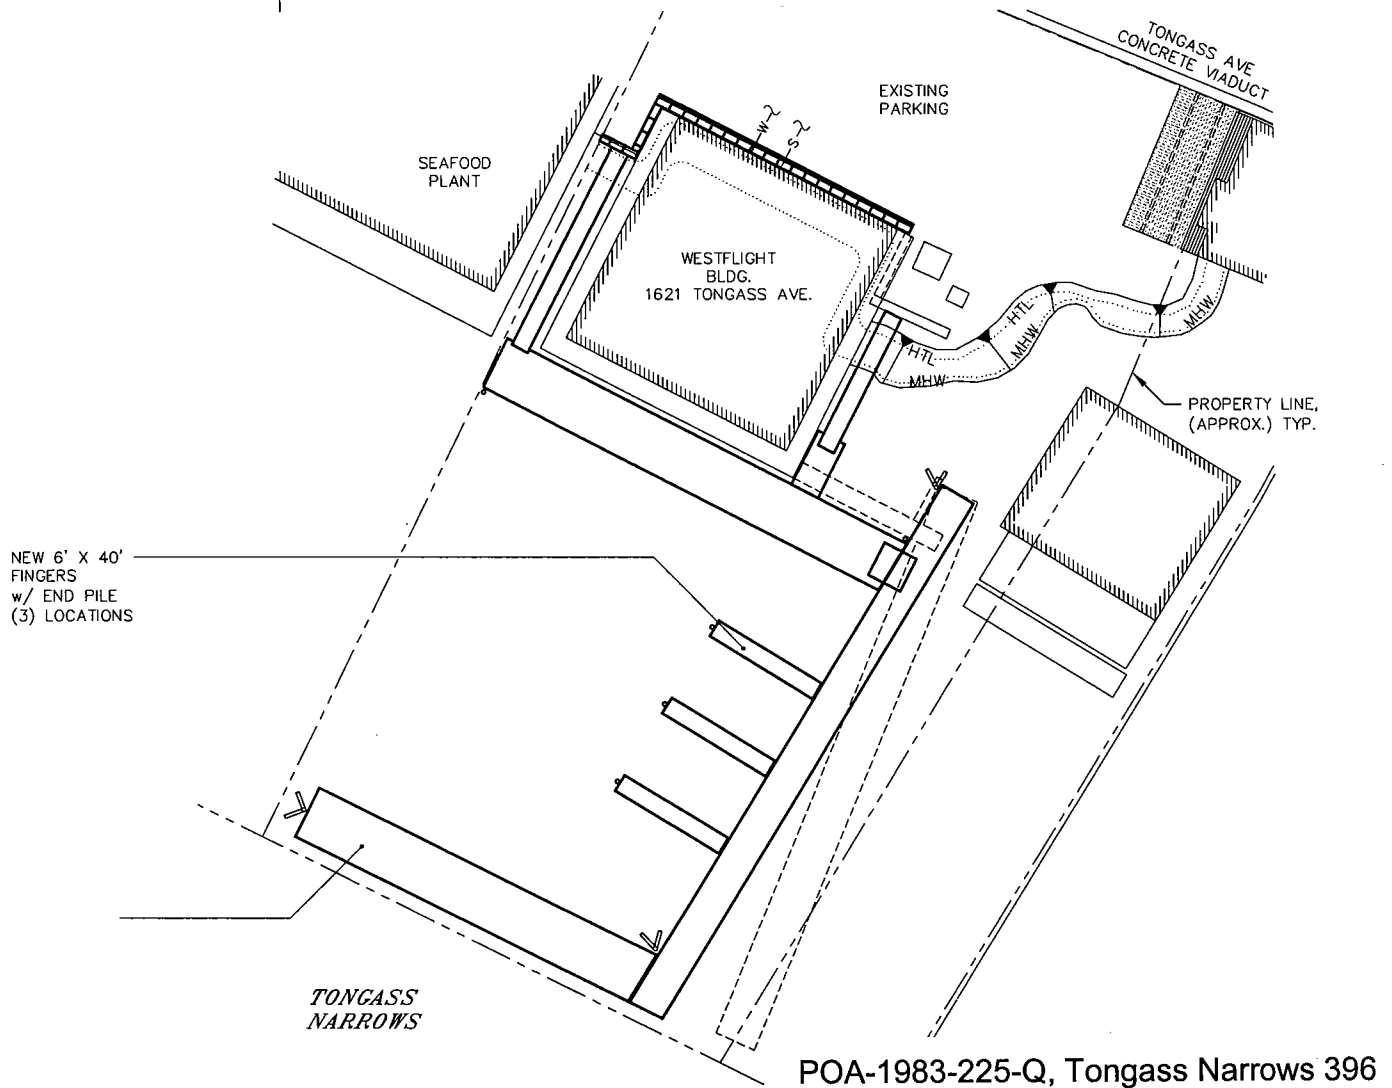 TONGASS AVE
CONCRETE VIADUCT
EXISTING
PARKING
W
S
SEAFOOD
PLANT
WESTFLIGHT
BLDG.
1621 TONGASS AVE.
HTL
MHW
HTL
MHW
MHW
PROPERTY LINE,
(APPROX.) TYP.
NEW 6' X 40'
FINGERS
w/ END PILE
(3) LOCATIONS
TONGASS
NARROWS
POA-1983-225-Q, Tongass Narrows 396